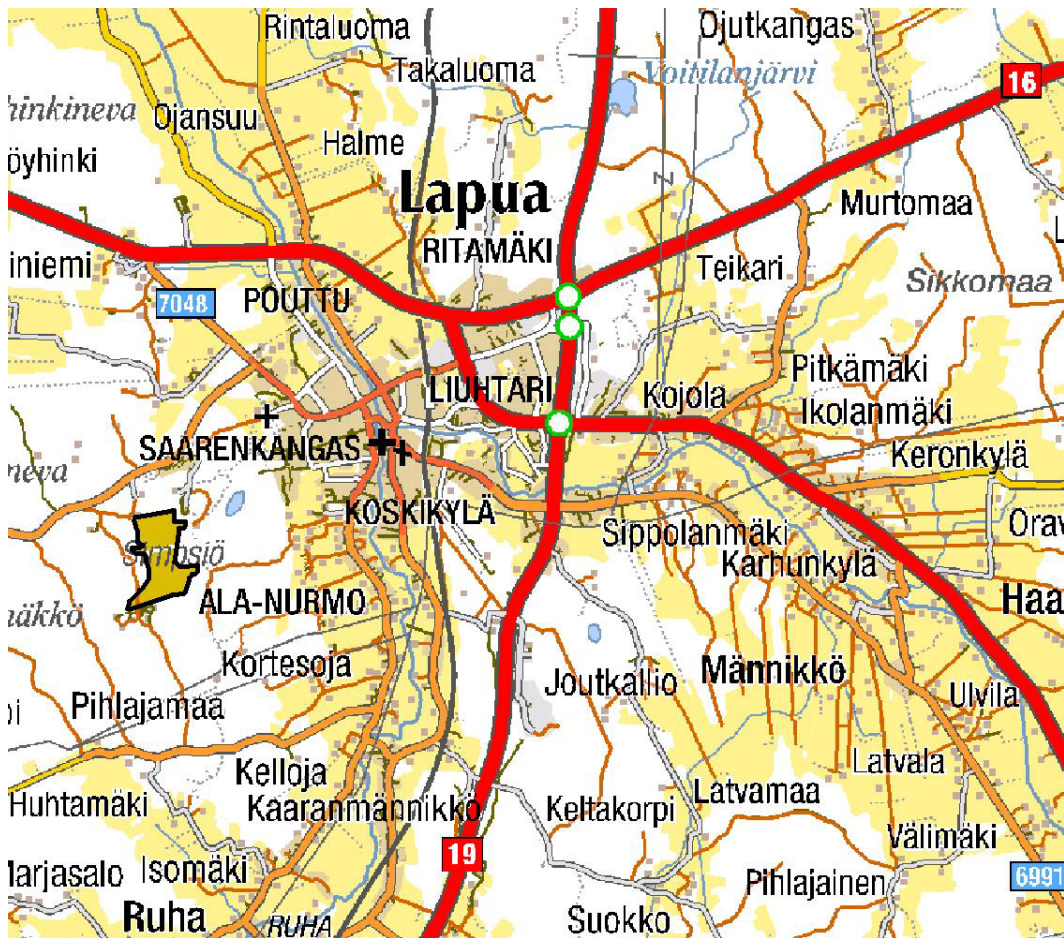 Rintaluoma
Ojutkangas
Takaluoma
Voitilanjärvi
16
hinkineva
Ojansuu
Halme
öyhinki
Lapua
Murtomaa
RITAMÄKI
iniemi
Teikari
Sikkomaa
7048
POUTTU
Pitkämäki
LIUHTARI
Kojola
Ikolanmäki
SAARENKANGAS
Keronkylä
neva
KOSKIKYLÄ
Sippolanmäki
Orav
Simpsiö
Karhunkylä
näkkö
ALA-NURMO
Haa
Kortesoja
Joutkallio
Männikkö
Pihlajamaa
Ulvila
Kelloja
Latvala
Huhtamäki
Kaaranmännikkö
Keltakorpi
Latvamaa
Välimäki
19
Marjasalo
Isomäki
Pihlajainen
6991
Ruha
RUHA
Suokko